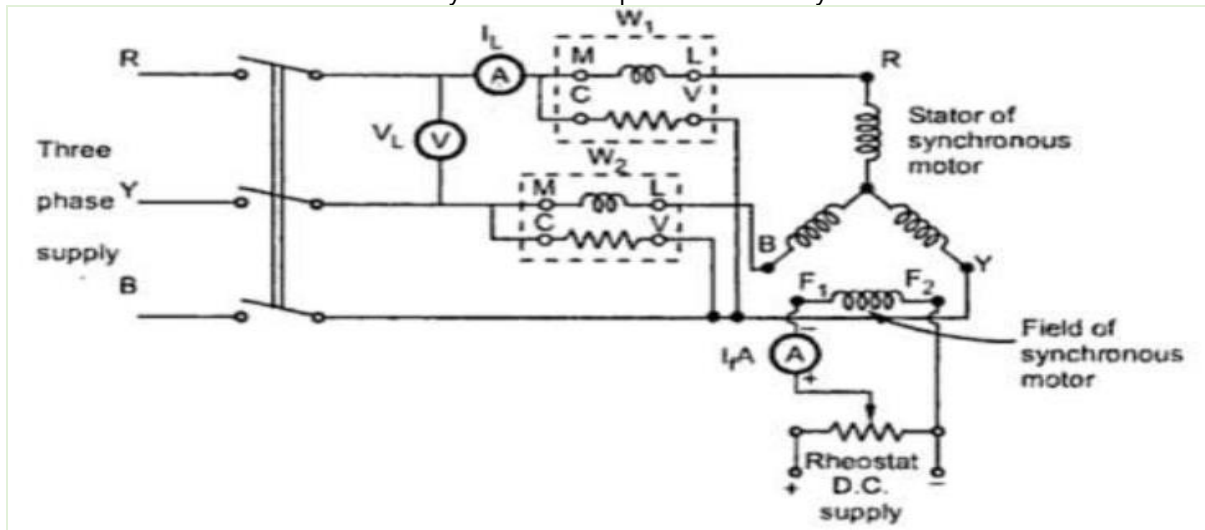 W1
IL
R
A
M
L
C
V
R
VL
V
Stator of
synchronous
motor
W2
Three
phase
supply
Y
M
L
C
V
B
Y
B
F1
F2
Field of
synchronous
motor
IfA
A
−
+
Rheostat
+
−
D.C.
supply